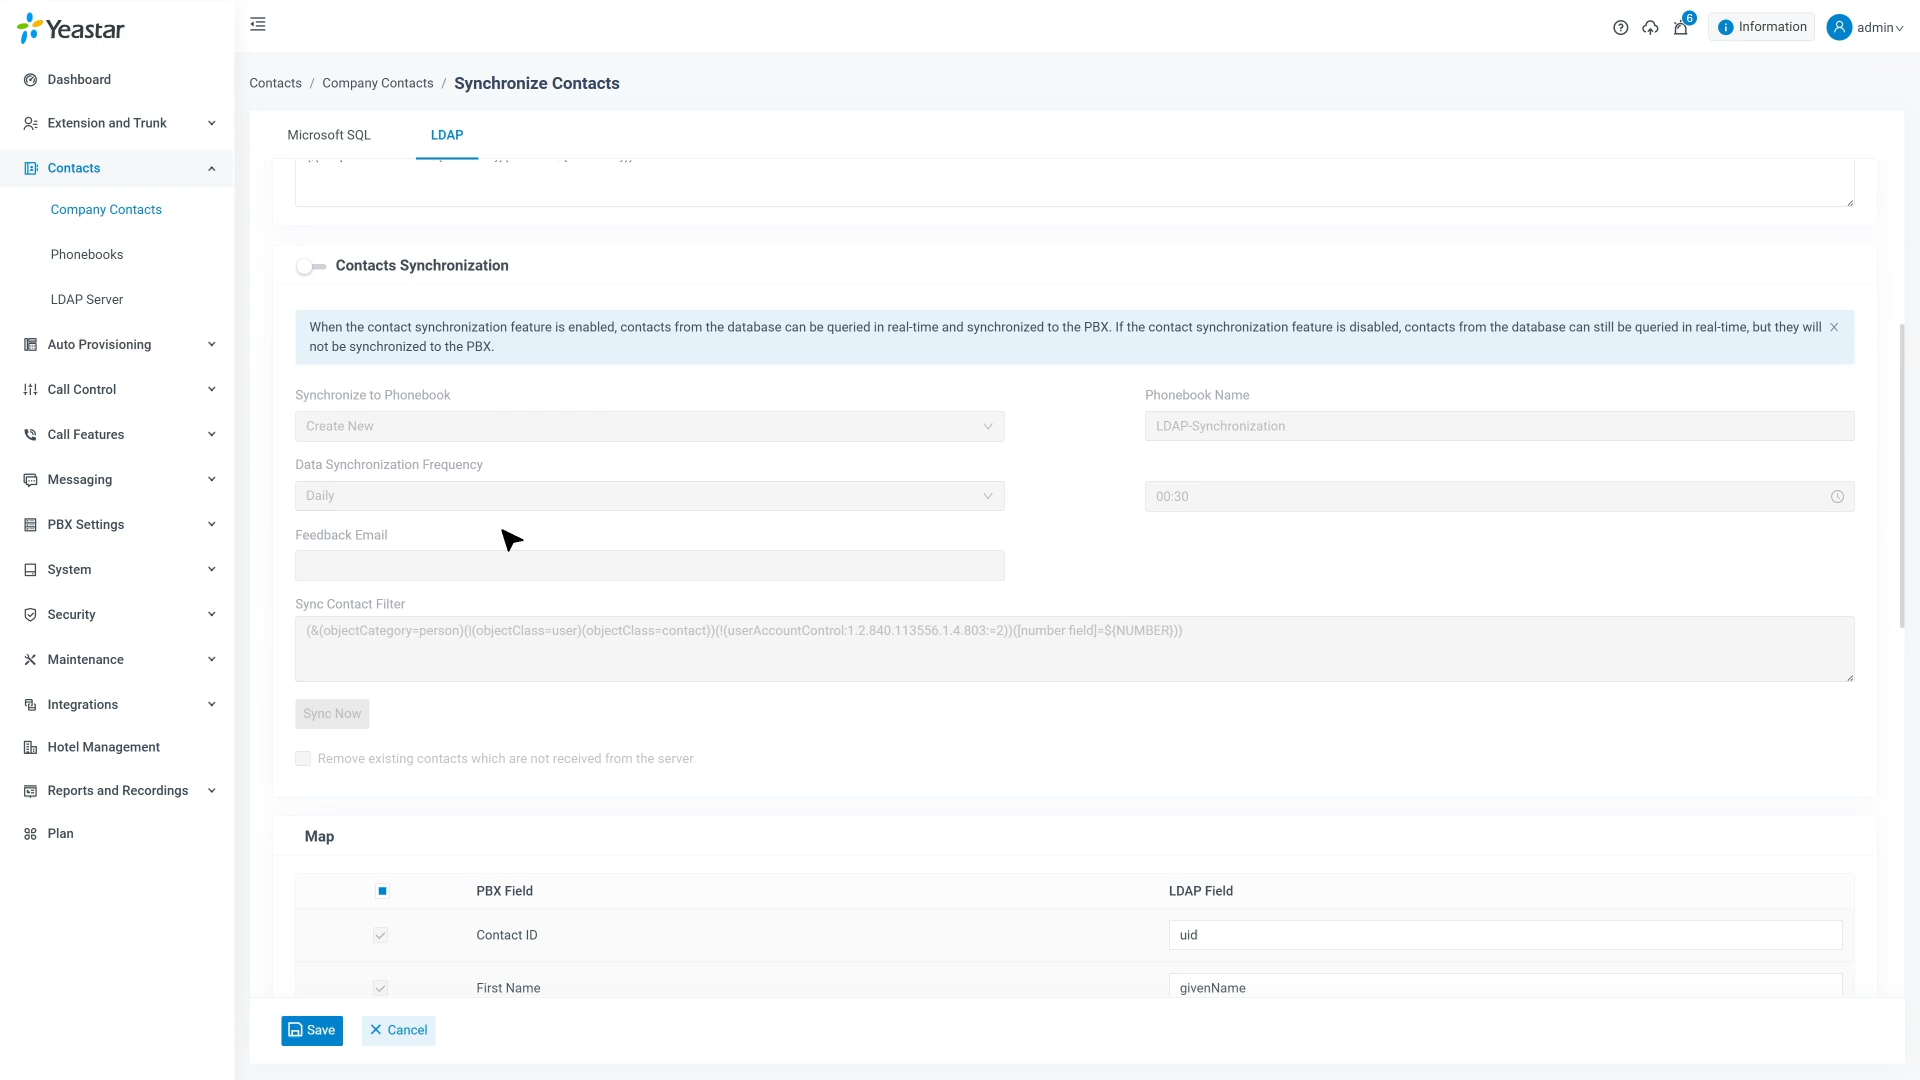 Yeastar
6
Information
admin
Dashboard
Extension and Trunk
Contacts
Company Contacts
Phonebooks
LDAP Server
Auto Provisioning
Call Control
Call Features
Messaging
PBX Settings
System
Security
Maintenance
Integrations
Hotel Management
Reports and Recordings
Plan
Contacts / Company Contacts / Synchronize Contacts
Microsoft SQL LDAP
Contacts Synchronization
When the contact synchronization feature is enabled, contacts from the database can be queried in real-time and synchronized to the PBX. If the contact synchronization feature is disabled, contacts from the database can still be queried in real-time, but they will
not be synchronized to the PBX.
Synchronize to Phonebook Phonebook Name
Create New LDAP-Synchronization
Data Synchronization Frequency
Daily 00:30
Feedback Email
Sync Contact Filter
(&(objectCategory=person)(|(objectClass=user)(objectClass=contact))(!(userAccountControl:1.2.840.113556.1.4.803:=2))([number field]=${NUMBER}))
Sync Now
Remove existing contacts which are not received from the server
Map
PBX Field LDAP Field
Contact ID uid
First Name givenName
Save Cancel